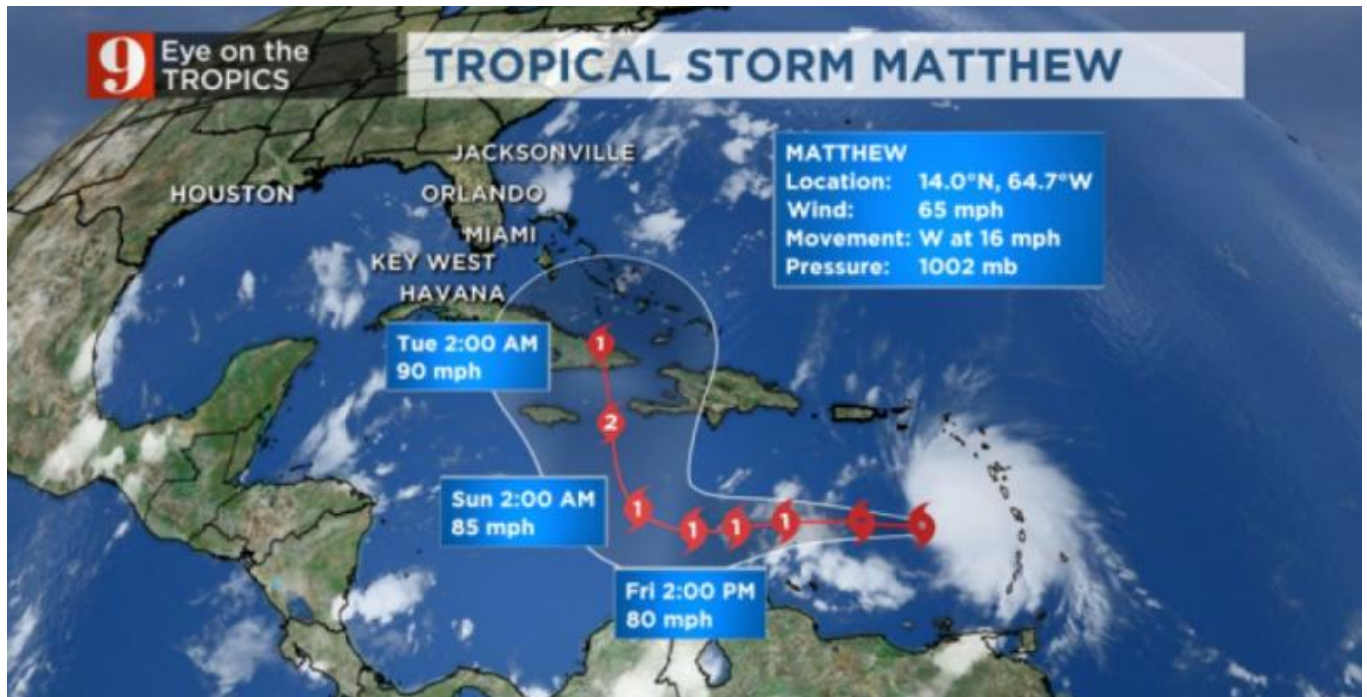 9 Eye on the
TROPICS
TROPICAL STORM MATTHEW
MATTHEW
Location: 14.0°N, 64.7°W
Wind: 65 mph
Movement: W at 16 mph
Pressure: 1002 mb
JACKSONVILLE
HOUSTON
ORLANDO
MIAMI
KEY WEST
HAVANA
Tue 2:00 AM
90 mph
1
2
Sun 2:00 AM
85 mph
1
1
1
1
Fri 2:00 PM
80 mph